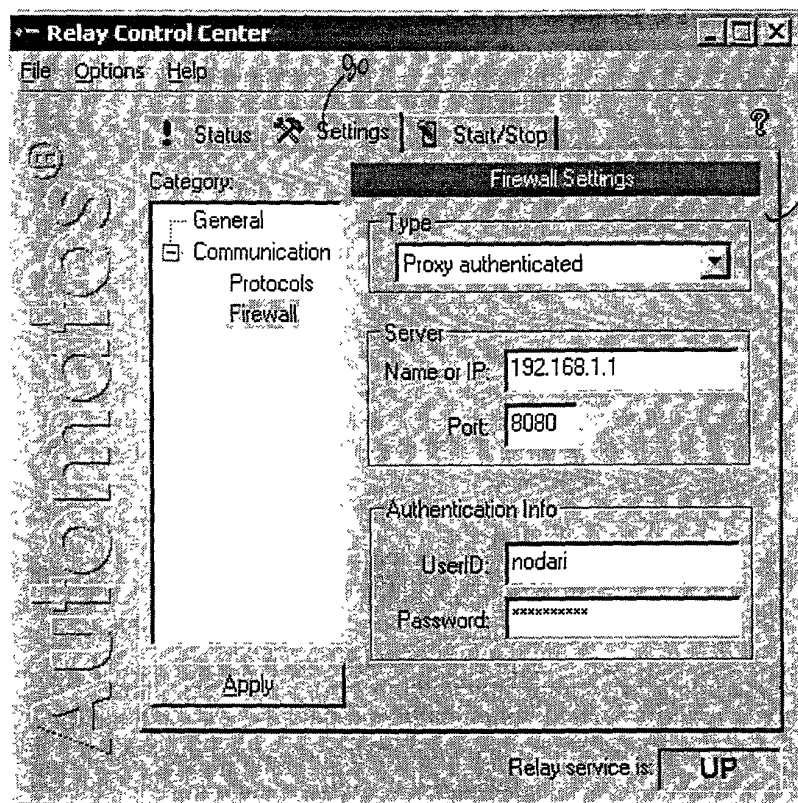 Relay Control Center
File Options Help
90
Status Settings Start/Stop
?
Automatos®
Category:
General
Communication
Protocols
Firewall
Apply
Firewall Settings
Type
Proxy authenticated
Server
Name or IP: 192.168.1.1
Port: 8080
Authentication Info
UserID: nodari
Password: xxxxxxxxxx
Relay service is: UP